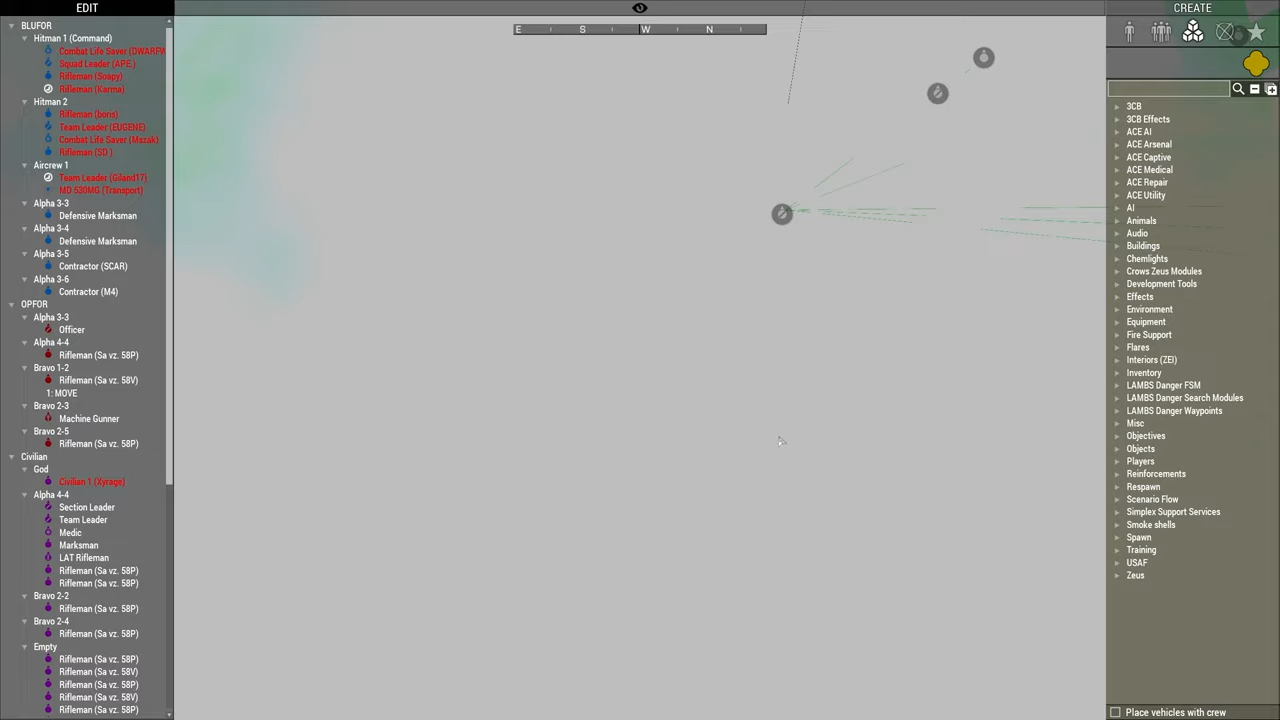 EDIT
BLUFOR
Hitman 1 (Command)
Combat Life Saver (DWARFW
Squad Leader (APE,)
Rifleman (Soapy)
Rifleman (Karma)
Hitman 2
Rifleman (boris)
Team Leader (EUGENE)
Combat Life Saver (Mszak)
Rifleman (SD )
Aircrew 1
Team Leader (Giland17)
MD 530MG (Transport)
Alpha 3-3
Defensive Marksman
Alpha 3-4
Defensive Marksman
Alpha 3-5
Contractor (SCAR)
Alpha 3-6
Contractor (M4)
OPFOR
Alpha 3-3
Officer
Alpha 4-4
Rifleman (Sa vz. 58P)
Bravo 1-2
Rifleman (Sa vz. 58V)
1: MOVE
Bravo 2-3
Machine Gunner
Bravo 2-5
Rifleman (Sa vz. 58P)
Civilian
God
Civilian 1 (Xyrage)
Alpha 4-4
Section Leader
Team Leader
Medic
Marksman
LAT Rifleman
Rifleman (Sa vz. 58P)
Rifleman (Sa vz. 58P)
Bravo 2-2
Rifleman (Sa vz. 58P)
Bravo 2-4
Rifleman (Sa vz. 58P)
Empty
Rifleman (Sa vz. 58P)
Rifleman (Sa vz. 58V)
Rifleman (Sa vz. 58P)
Rifleman (Sa vz. 58V)
Rifleman (Sa vz. 58P)
E S W N
CREATE
3CB
3CB Effects
ACE AI
ACE Arsenal
ACE Captive
ACE Medical
ACE Repair
ACE Utility
AI
Animals
Audio
Buildings
Chemlights
Crows Zeus Modules
Development Tools
Effects
Environment
Equipment
Fire Support
Flares
Interiors (ZEI)
Inventory
LAMBS Danger FSM
LAMBS Danger Search Modules
LAMBS Danger Waypoints
Misc
Objectives
Objects
Players
Reinforcements
Respawn
Scenario Flow
Simplex Support Services
Smoke shells
Spawn
Training
USAF
Zeus
Place vehicles with crew